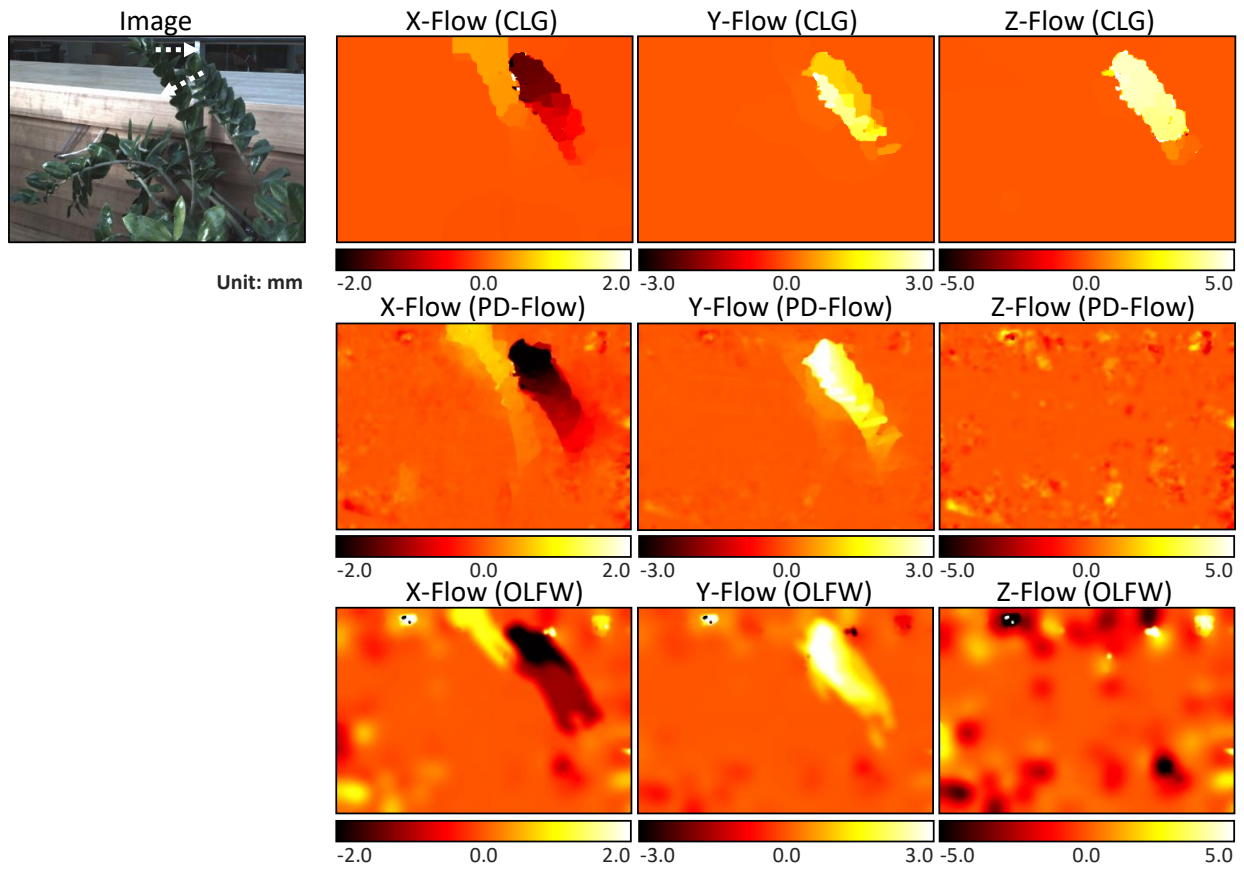 Image
X-Flow (CLG) Y-Flow (CLG) Z-Flow (CLG)
Unit: mm
-2.0 0.0 2.0 -3.0 0.0 3.0 -5.0 0.0 5.0
X-Flow (PD-Flow) Y-Flow (PD-Flow) Z-Flow (PD-Flow)
-2.0 0.0 2.0 -3.0 0.0 3.0 -5.0 0.0 5.0
X-Flow (OLFW) Y-Flow (OLFW) Z-Flow (OLFW)
-2.0 0.0 2.0 -3.0 0.0 3.0 -5.0 0.0 5.0